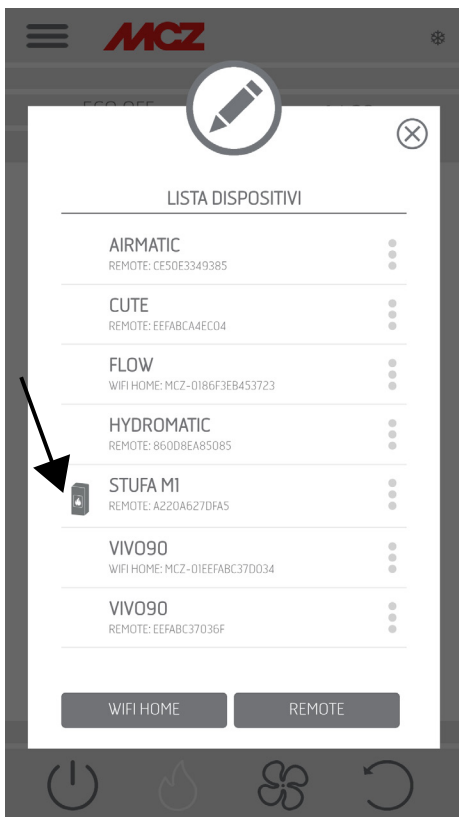 MCZ
LISTA DISPOSITIVI
AIRMATIC
REMOTE: CE50E3349385
CUTE
REMOTE: EEFABCA4EC04
FLOW
WIFI HOME: MCZ-0186F3EB453723
HYDROMATIC
REMOTE: 860D8EA85085
STUFA M1
REMOTE: A220A627DFA5
VIVO90
WIFI HOME: MCZ-01EEFABC37D034
VIVO90
REMOTE: EEFABC37036F
WIFI HOME REMOTE